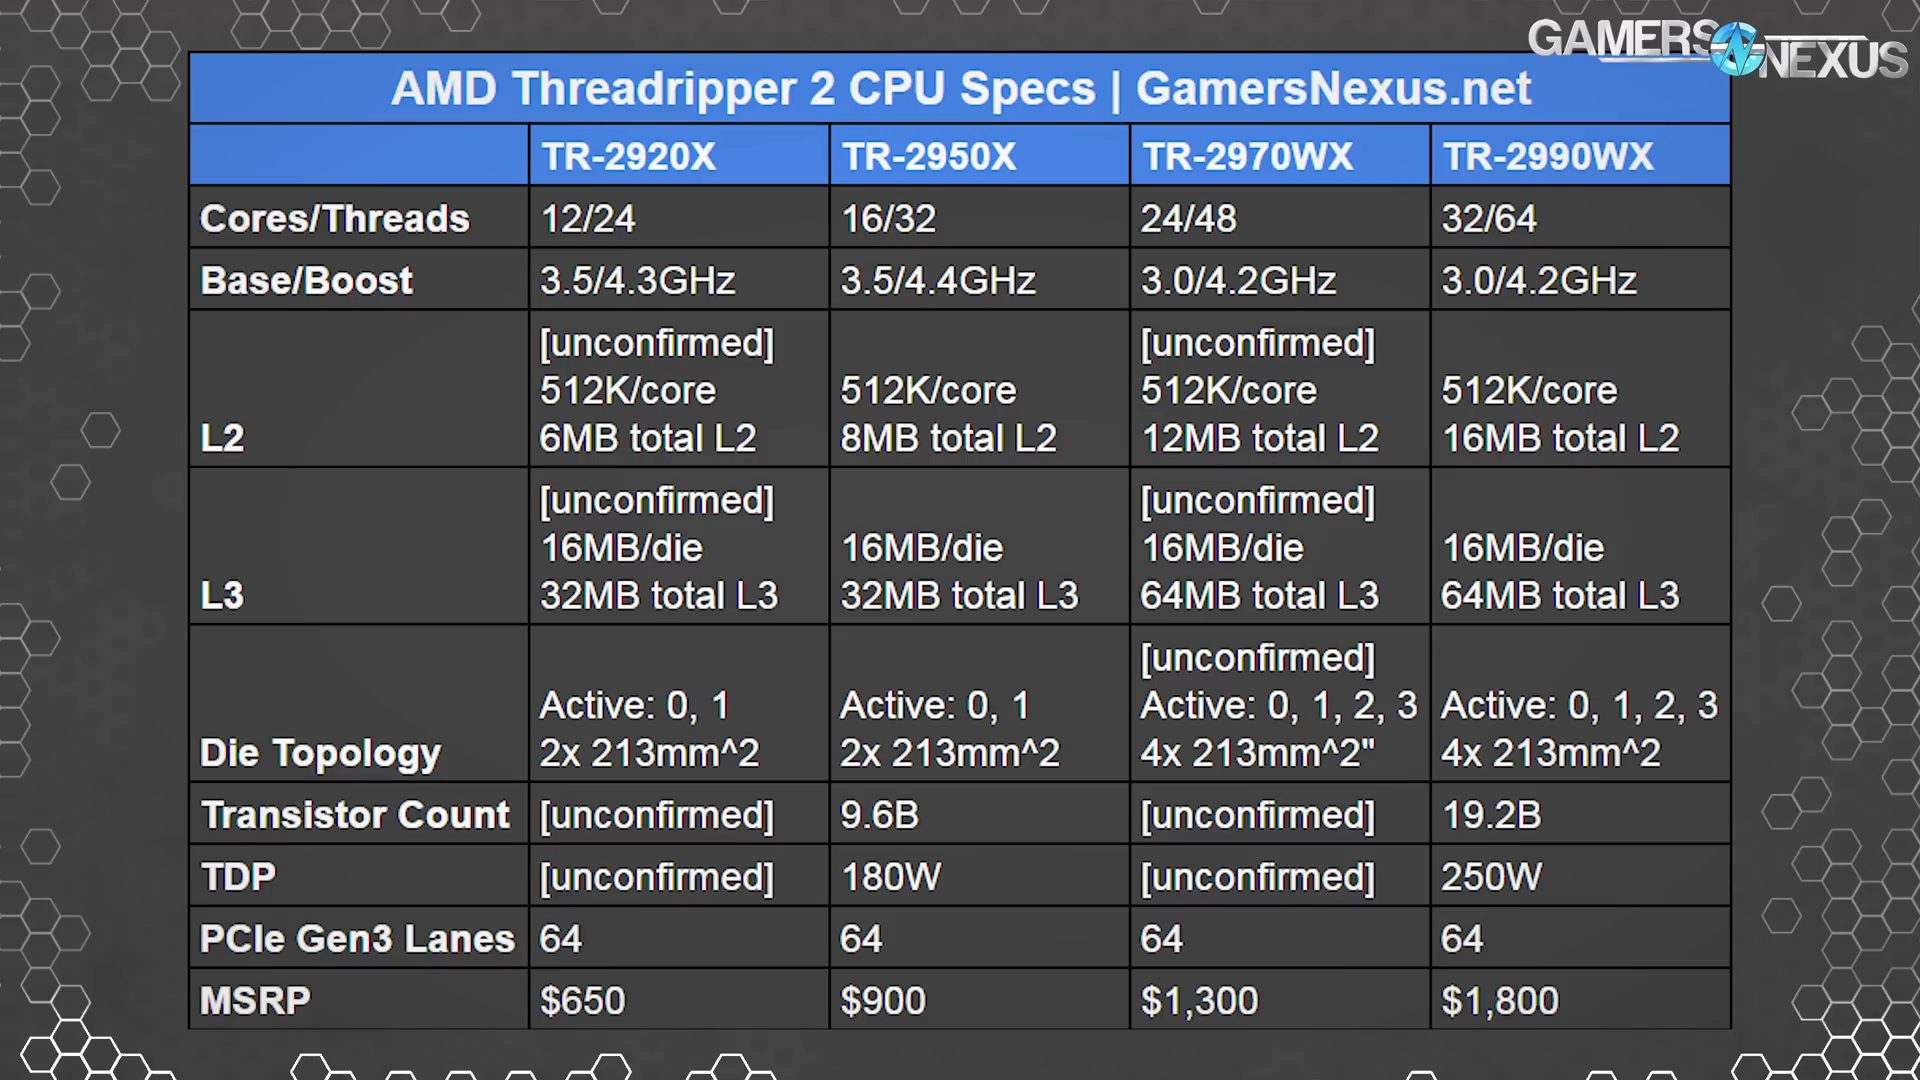 GAMERS NEXUS
AMD Threadripper 2 CPU Specs | GamersNexus.net
TR-2920X TR-2950X TR-2970WX TR-2990WX
Cores/Threads 12/24 16/32 24/48 32/64
Base/Boost 3.5/4.3GHz 3.5/4.4GHz 3.0/4.2GHz 3.0/4.2GHz
[unconfirmed] [unconfirmed]
512K/core 512K/core 512K/core 512K/core
L2 6MB total L2 8MB total L2 12MB total L2 16MB total L2
[unconfirmed] [unconfirmed]
16MB/die 16MB/die 16MB/die 16MB/die
L3 32MB total L3 32MB total L3 64MB total L3 64MB total L3
[unconfirmed]
Active: 0, 1 Active: 0, 1 Active: 0, 1, 2, 3 Active: 0, 1, 2, 3
Die Topology 2x 213mm^2 2x 213mm^2 4x 213mm^2" 4x 213mm^2
Transistor Count [unconfirmed] 9.6B [unconfirmed] 19.2B
TDP [unconfirmed] 180W [unconfirmed] 250W
PCIe Gen3 Lanes 64 64 64 64
MSRP $650 $900 $1,300 $1,800